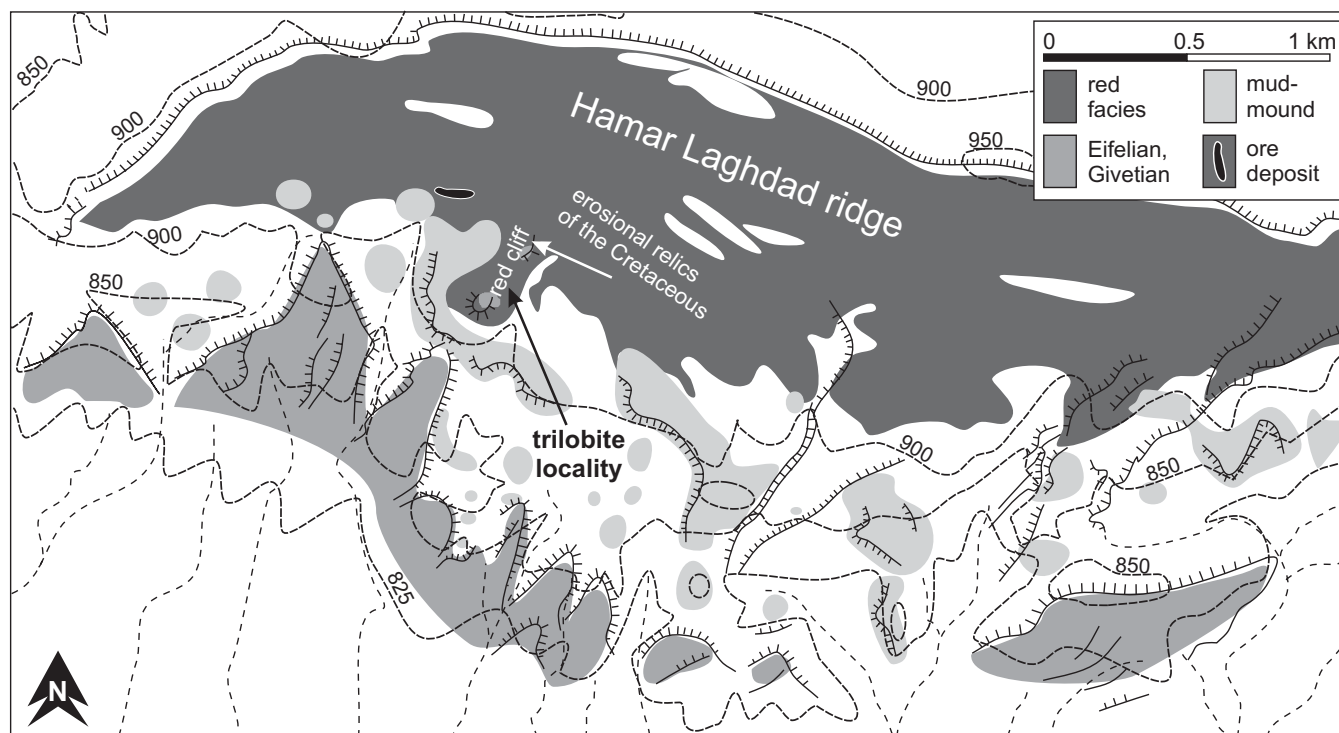 850
900
900
950
0 0.5 1 km
red
facies
mud-
mound
Eifelian,
Givetian
ore
deposit
Hamar Laghdad ridge
erosional relics
of the Cretaceous
red cliff
900
850
trilobite
locality
900
850
850
825
N